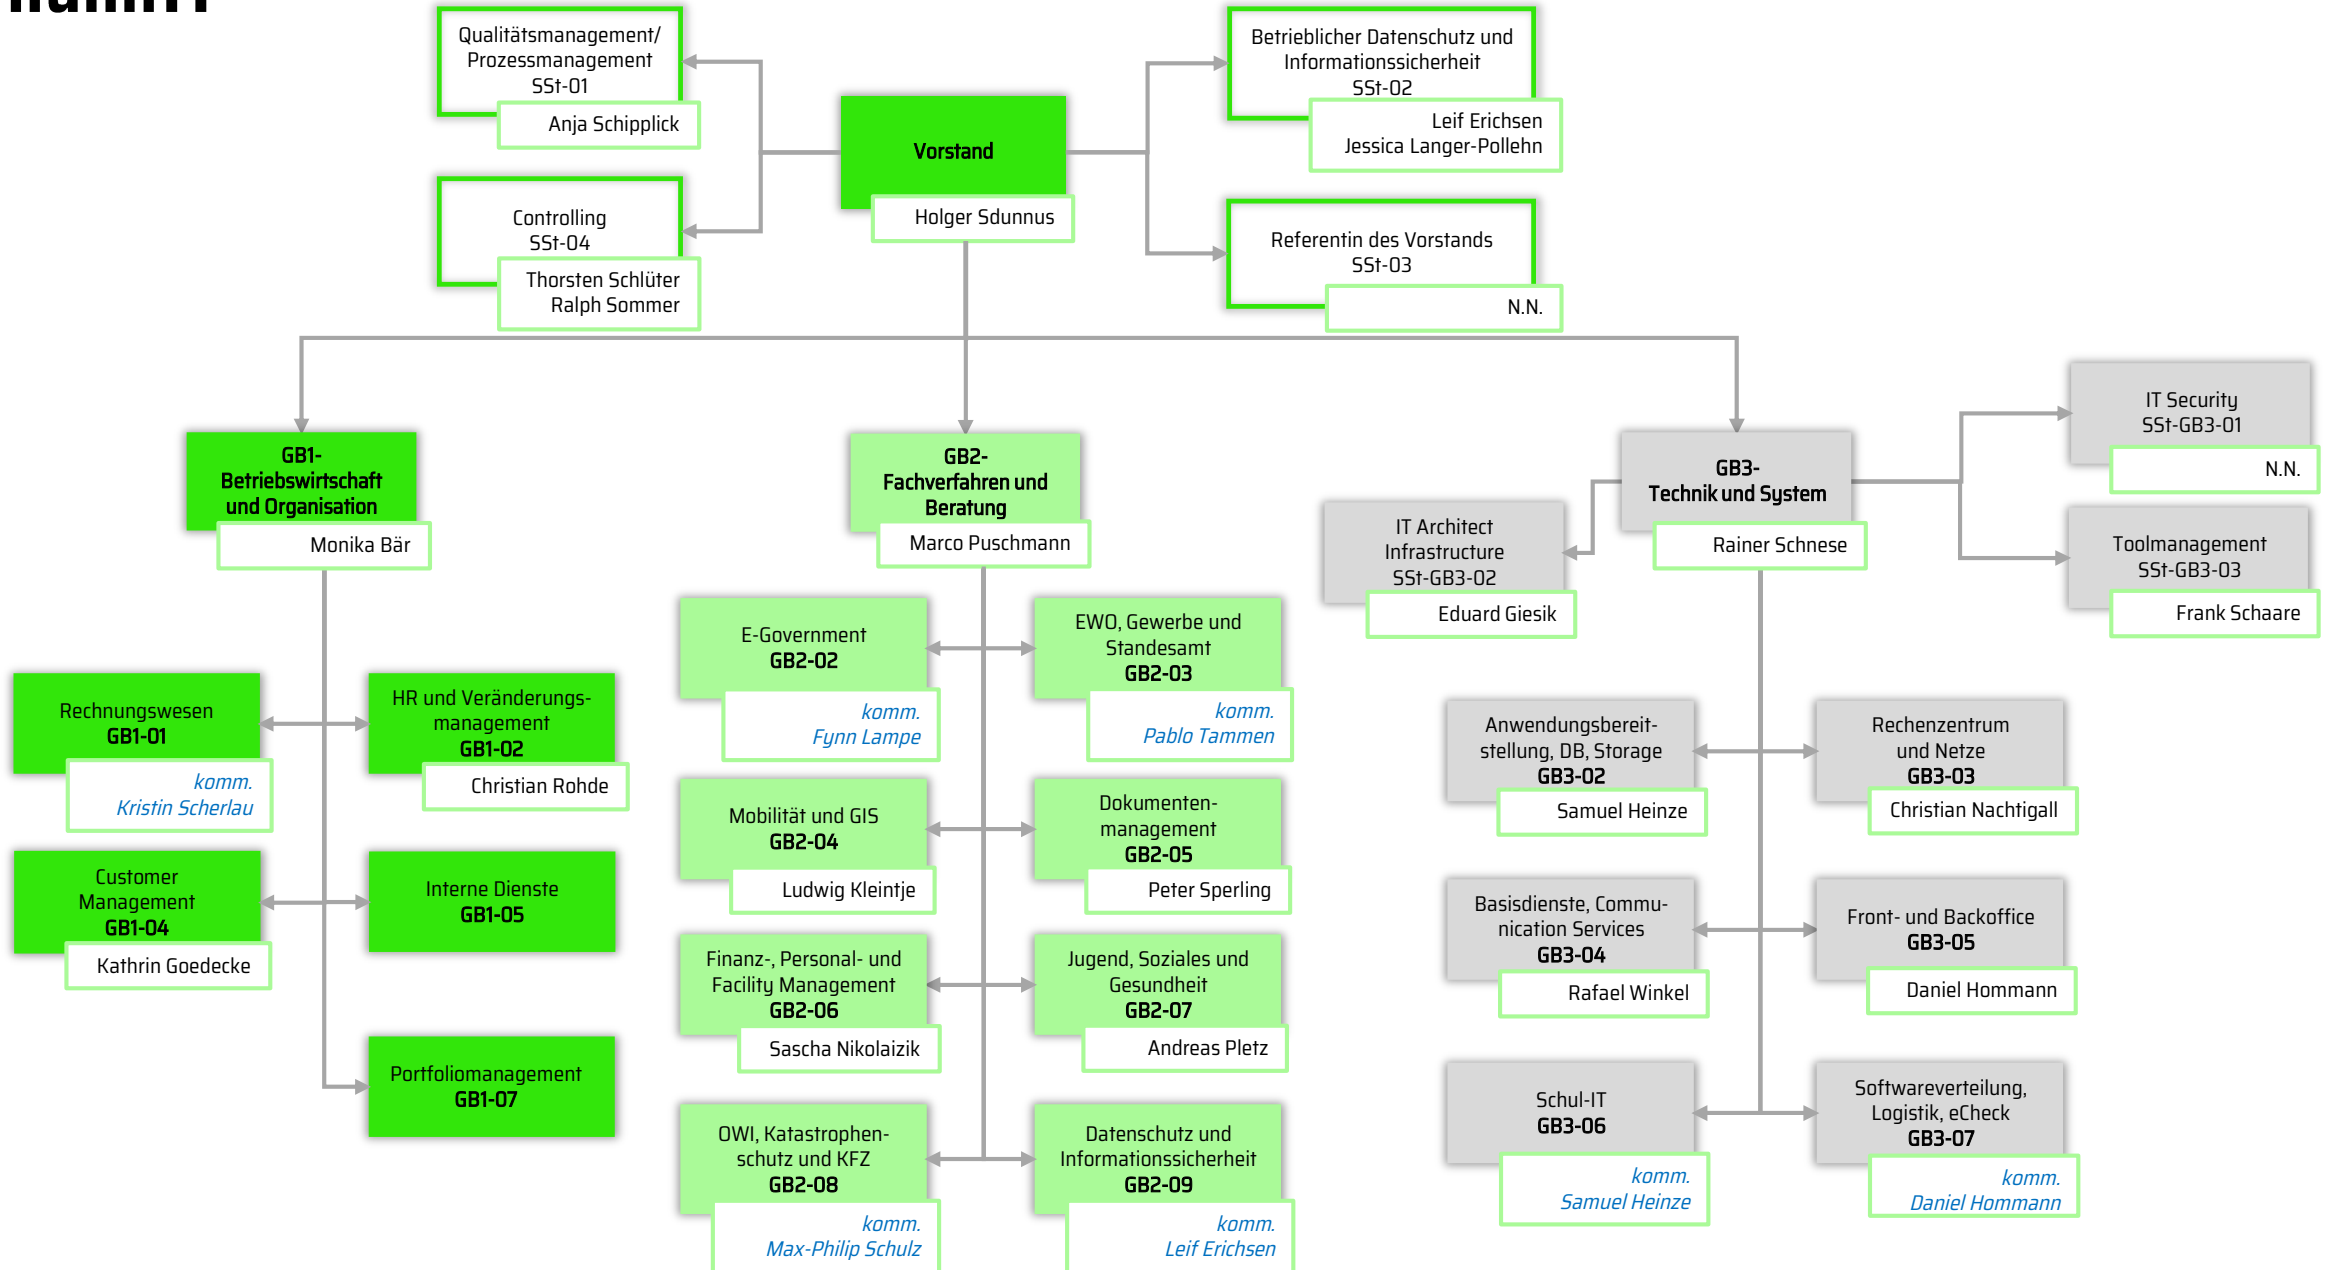 Qualitätsmanagement/
Prozessmanagement
SSt-01
Anja Schipplick
Betrieblicher Datenschutz und
Informationssicherheit
SSt-02
Leif Erichsen
Jessica Langer-Pollehn
Vorstand
Holger Sdunnus
Controlling
SSt-04
Thorsten Schlüter
Ralph Sommer
Referentin des Vorstands
SSt-03
N.N.
GB1-
Betriebswirtschaft
und Organisation
Monika Bär
GB2-
Fachverfahren und
Beratung
Marco Puschmann
GB3-
Technik und System
Rainer Schnese
IT Security
SSt-GB3-01
N.N.
IT Architect
Infrastructure
SSt-GB3-02
Eduard Giesik
Toolmanagement
SSt-GB3-03
Frank Schaare
Rechnungswesen
GB1-01
komm.
Kristin Scherlau
HR und Veränderungs-
management
GB1-02
Christian Rohde
Customer
Management
GB1-04
Kathrin Goedecke
Interne Dienste
GB1-05
Portfoliomanagement
GB1-07
E-Government
GB2-02
komm.
Fynn Lampe
EWO, Gewerbe und
Standesamt
GB2-03
komm.
Pablo Tammen
Mobilität und GIS
GB2-04
Ludwig Kleintje
Dokumenten-
management
GB2-05
Peter Sperling
Finanz-, Personal- und
Facility Management
GB2-06
Sascha Nikolaizik
Jugend, Soziales und
Gesundheit
GB2-07
Andreas Pletz
OWI, Katastrophen-
schutz und KFZ
GB2-08
komm.
Max-Philip Schulz
Datenschutz und
Informationssicherheit
GB2-09
komm.
Leif Erichsen
Anwendungsbereit-
stellung, DB, Storage
GB3-02
Samuel Heinze
Rechenzentrum
und Netze
GB3-03
Christian Nachtigall
Basisdienste, Commu-
nication Services
GB3-04
Rafael Winkel
Front- und Backoffice
GB3-05
Daniel Hommann
Schul-IT
GB3-06
komm.
Samuel Heinze
Softwareverteilung,
Logistik, eCheck
GB3-07
komm.
Daniel Hommann